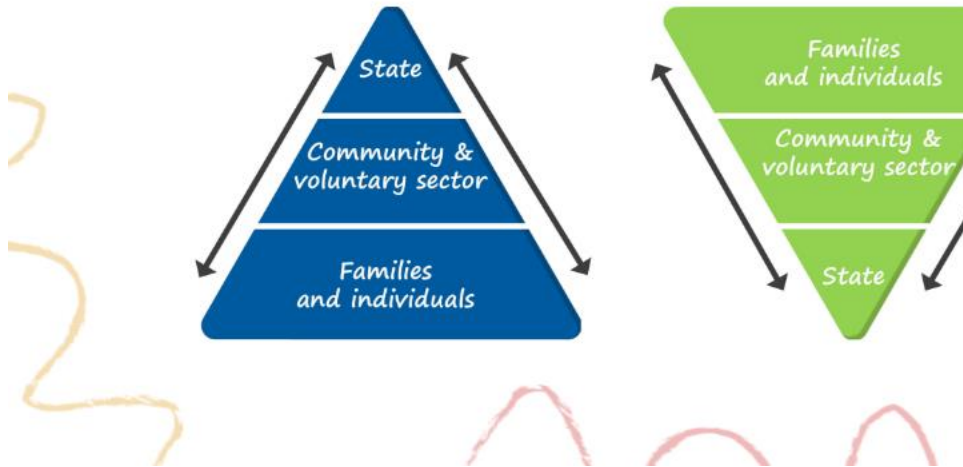 State
Community &
voluntary sector
Families
and individuals
Families
and individuals
Community &
voluntary sector
State